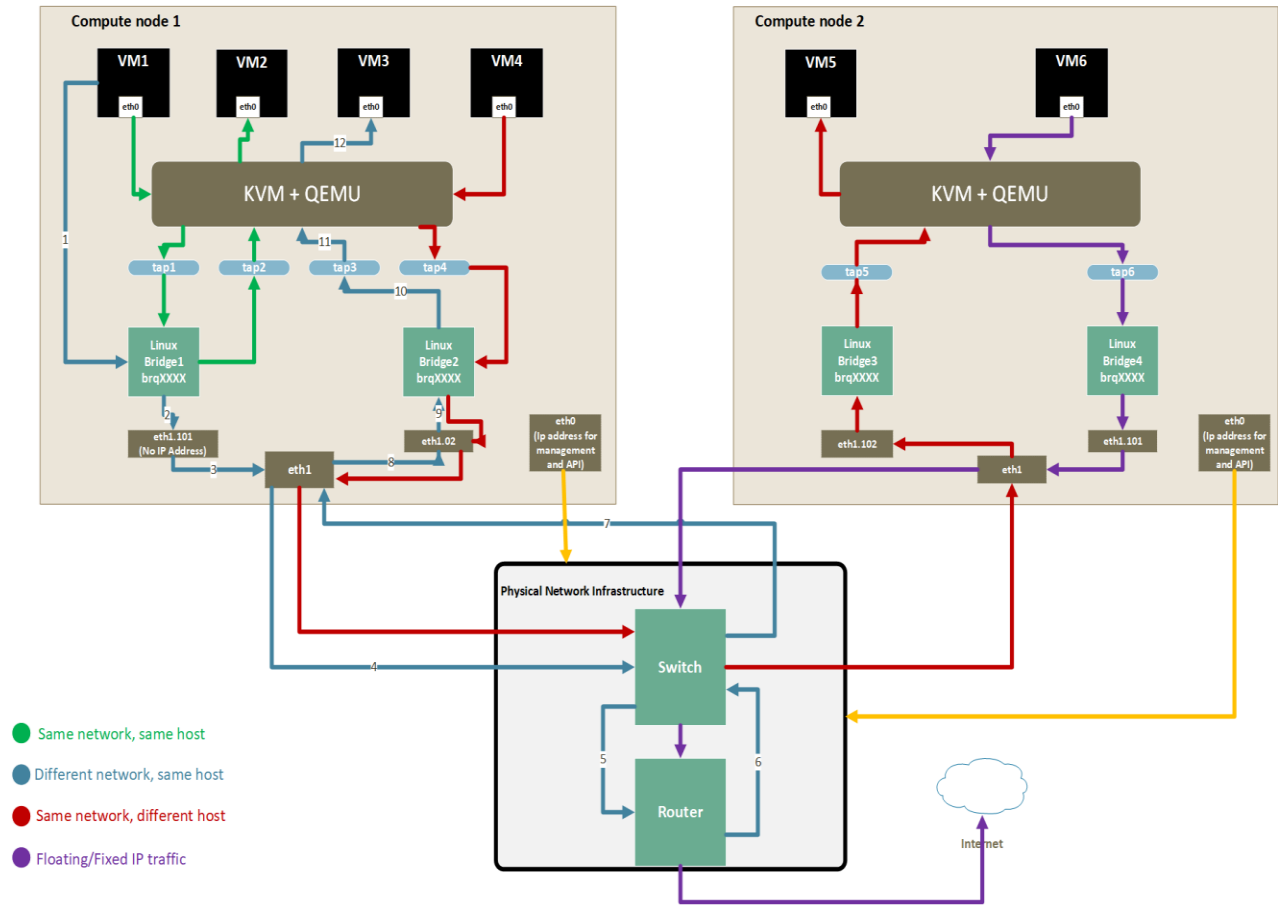 Compute node 1
Compute node 2
VM1
VM2
VM3
VM4
VM5
VM6
eth0
eth0
eth0
eth0
eth0
eth0
12
KVM + QEMU
KVM + QEMU
1
11
tap1
tap2
tap3
tap4
tap5
tap6
10
Linux
Bridge1
brqXXXX
Linux
Bridge2
brqXXXX
Linux
Bridge3
brqXXXX
Linux
Bridge4
brqXXXX
2
9
eth1.101
(No IP Address)
eth1.02
eth0
(Ip address for
management
and API)
eth1.102
eth1.101
eth0
(Ip address for
management
and API)
3
eth1
8
eth1
7
Physical Network Infrastructure
Switch
4
5
6
Router
Same network, same host
Different network, same host
Same network, different host
Floating/Fixed IP traffic
Internet